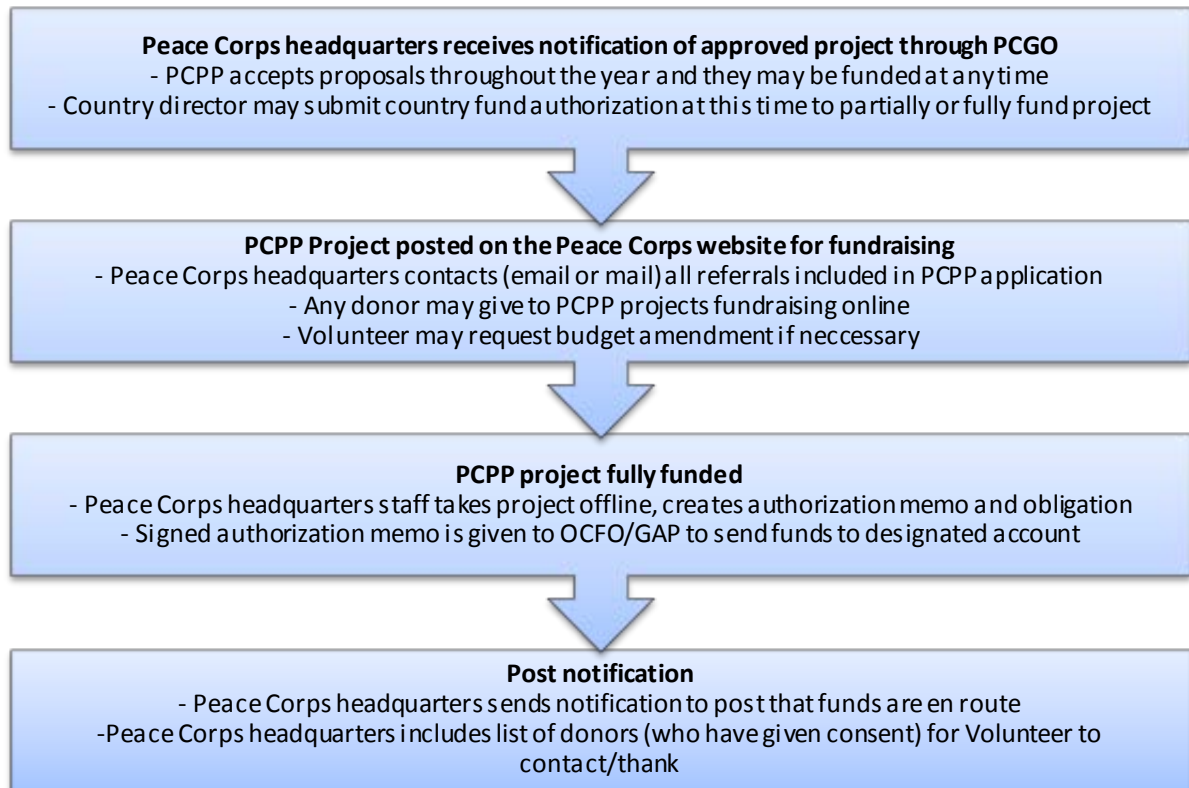 Peace Corps headquarters receives notification of approved project through PCGO
- PCPP accepts proposals throughout the year and they may be funded at any time
- Country director may submit country fund authorization at this time to partially or fully fund project
PCPP Project posted on the Peace Corps website for fundraising
- Peace Corps headquarters contacts (email or mail) all referrals included in PCPP application
- Any donor may give to PCPP projects fundraising online
- Volunteer may request budget amendment if neccessary
PCPP project fully funded
- Peace Corps headquarters staff takes project offline, creates authorization memo and obligation
- Signed authorization memo is given to OCFO/GAP to send funds to designated account
Post notification
- Peace Corps headquarters sends notification to post that funds are en route
-Peace Corps headquarters includes list of donors (who have given consent) for Volunteer to
contact/thank